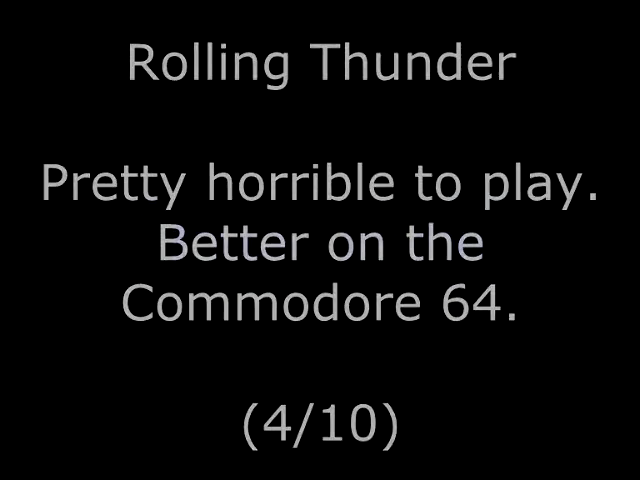 Rolling Thunder
Pretty horrible to play.
Better on the
Commodore 64.
(4/10)